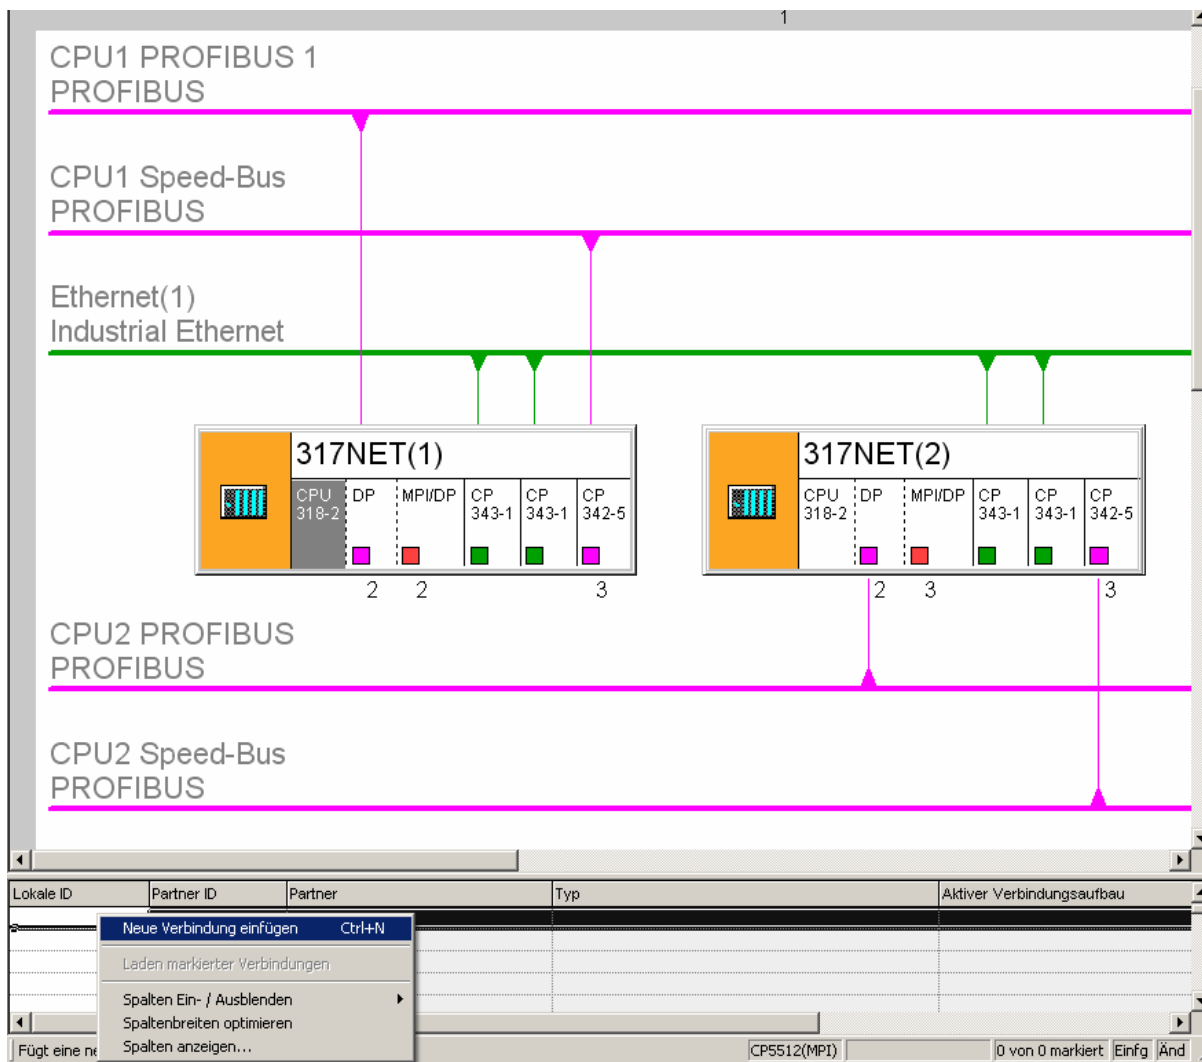 1
CPU1 PROFIBUS 1
PROFIBUS
CPU1 Speed-Bus
PROFIBUS
Ethernet(1)
Industrial Ethernet
317NET(1)
CPU 318-2 DP MPI/DP CP 343-1 CP 343-1 CP 342-5
2 2 3
317NET(2)
CPU 318-2 DP MPI/DP CP 343-1 CP 343-1 CP 342-5
2 3 3
CPU2 PROFIBUS
PROFIBUS
CPU2 Speed-Bus
PROFIBUS
Lokale ID Partner ID Partner Typ Aktiver Verbindungsaufbau
Neue Verbindung einfügen Ctrl+N
Laden markierter Verbindungen
Spalten Ein- / Ausblenden
Spaltenbreiten optimieren
Spalten anzeigen...
Fügt eine ne CP5512(MPI) 0 von 0 markiert Einfg Änd